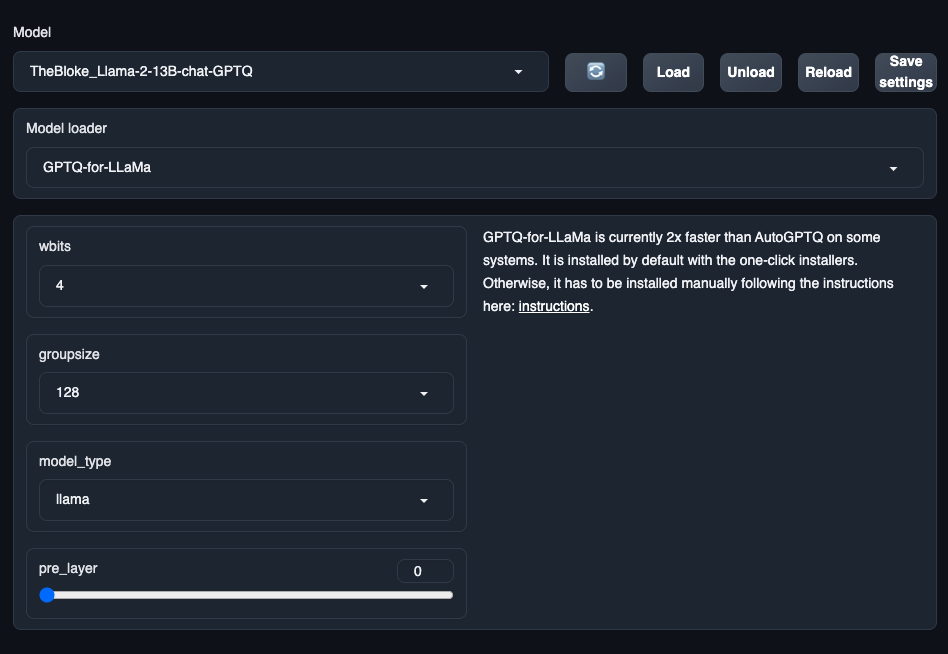 Model
TheBloke_Llama-2-13B-chat-GPTQ
Load
Unload
Reload
Save
settings
Model loader
GPTQ-for-LLaMa
wbits
4
GPTQ-for-LLaMa is currently 2x faster than AutoGPTQ on some
systems. It is installed by default with the one-click installers.
Otherwise, it has to be installed manually following the instructions
here: instructions.
groupsize
128
model_type
llama
pre_layer
0